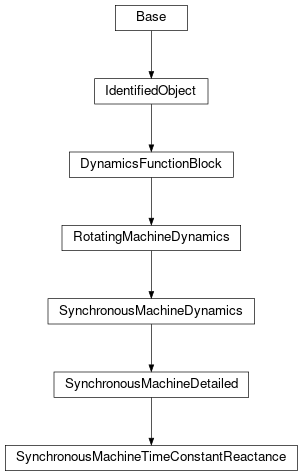 Base
IdentifiedObject
DynamicsFunctionBlock
RotatingMachineDynamics
SynchronousMachineDynamics
SynchronousMachineDetailed
SynchronousMachineTimeConstantReactance